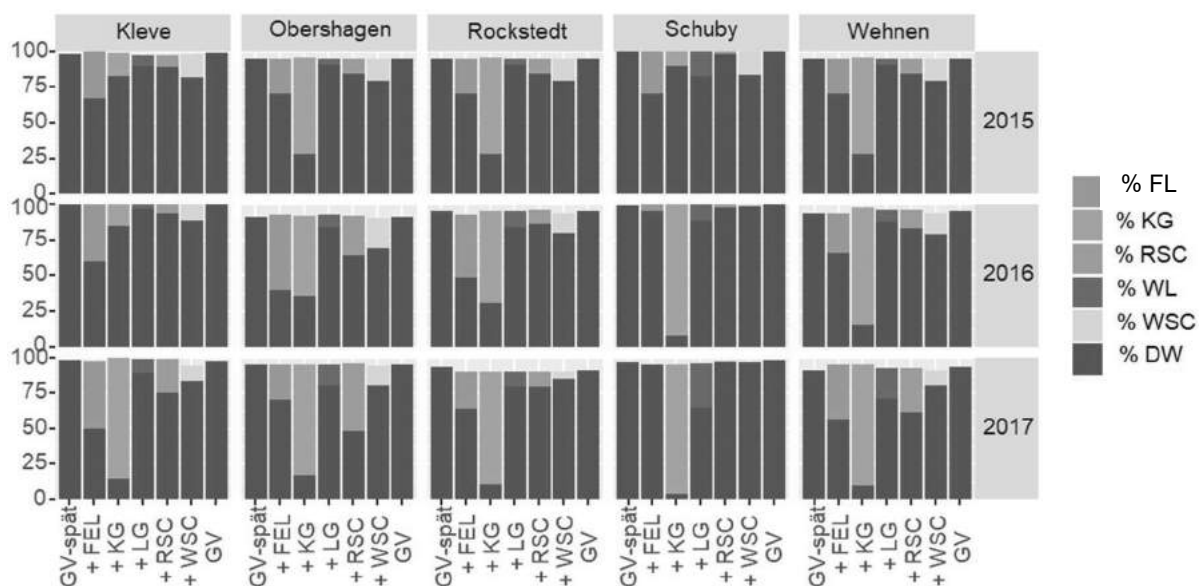 Kleve Obershagen Rockstedt Schuby Wehnen
100
75
50
25
0
2015
100
75
50
25
0
2016
100
75
50
25
0
2017
GV-spät + FEL + KG + LG + RSC + WSC GV GV-spät + FEL + KG + LG + RSC + WSC GV GV-spät + FEL + KG + LG + RSC + WSC GV GV-spät + FEL + KG + LG + RSC + WSC GV GV-spät + FEL + KG + LG + RSC + WSC GV
% FL
% KG
% RSC
% WL
% WSC
% DW